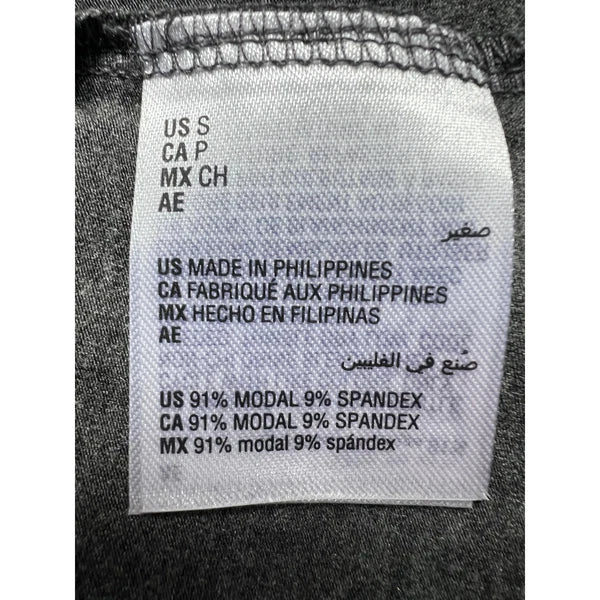 US S
CA P
MX CH
AE
صغير
US MADE IN PHILIPPINES
CA FABRIQUÉ AUX PHILIPPINES
MX HECHO EN FILIPINAS
AE
صُنع في الفلبين
US 91% MODAL 9% SPANDEX
CA 91% MODAL 9% SPANDEX
MX 91% modal 9% spándex